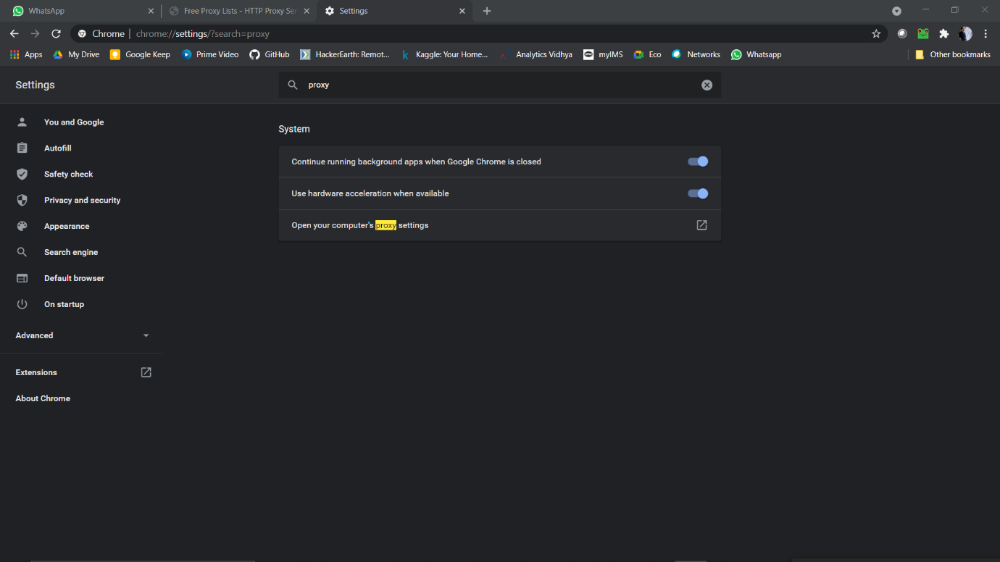 WhatsApp
Free Proxy Lists - HTTP Proxy Ser
Settings
Chrome
chrome://settings/?search=proxy
Apps
My Drive
Google Keep
Prime Video
GitHub
HackerEarth: Remot...
Kaggle: Your Home...
Analytics Vidhya
myIMS
Eco
Networks
Whatsapp
Other bookmarks
Settings
proxy
You and Google
Autofill
Safety check
Privacy and security
Appearance
Search engine
Default browser
On startup
Advanced
Extensions
About Chrome
System
Continue running background apps when Google Chrome is closed
Use hardware acceleration when available
Open your computer's proxy settings